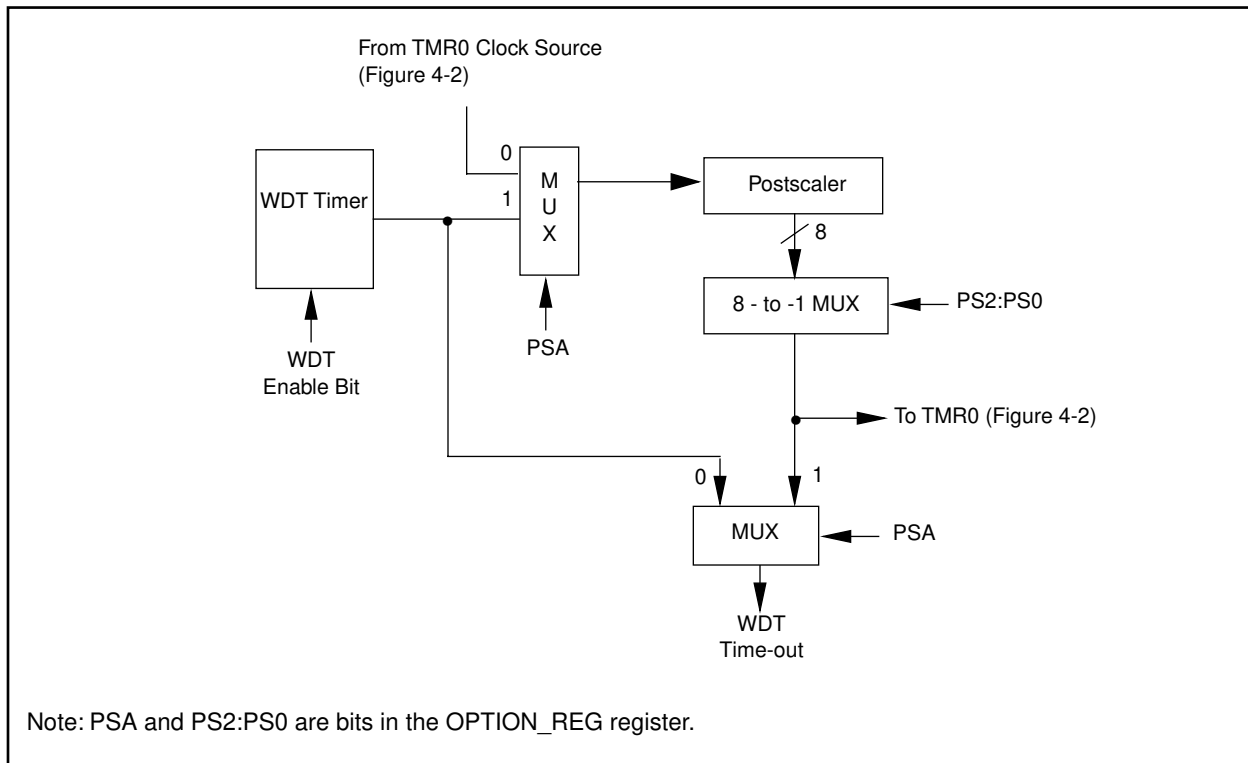 From TMR0 Clock Source
(Figure 4-2)
0
M
U
X
1
WDT Timer
Postscaler
8
8 - to -1 MUX
PS2:PS0
PSA
WDT
Enable Bit
To TMR0 (Figure 4-2)
0
1
MUX
PSA
WDT
Time-out
Note: PSA and PS2:PS0 are bits in the OPTION_REG register.